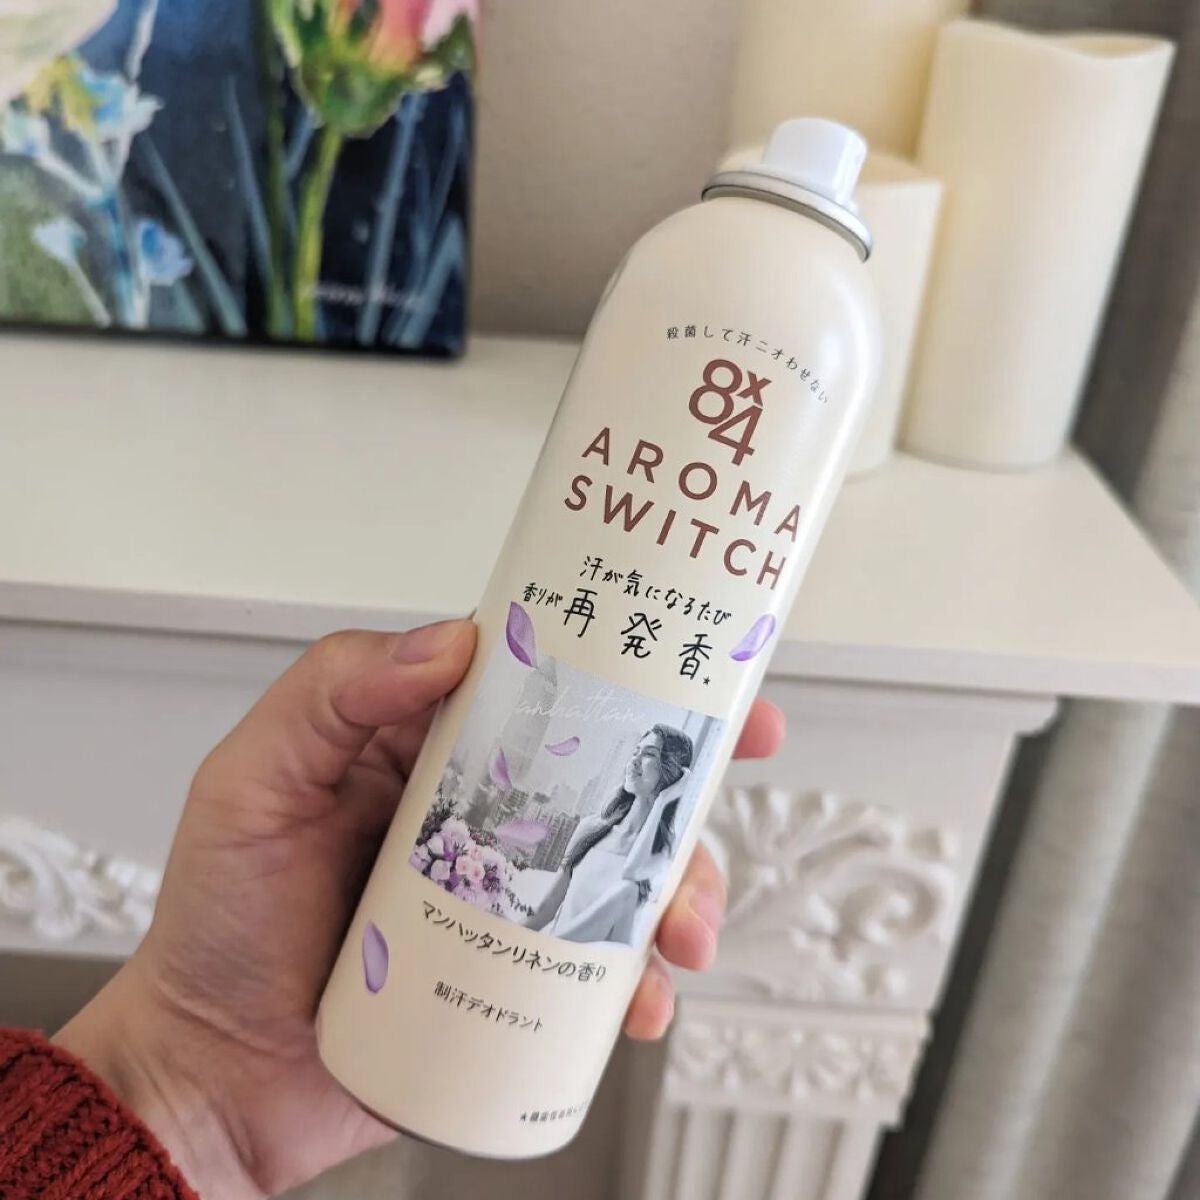 殺菌して汗ニオわせない
8x4
AROMA
SWITCH
汗が気になるたび
香りが再発香★
マンハッタンリネンの香り
制汗デオドラント